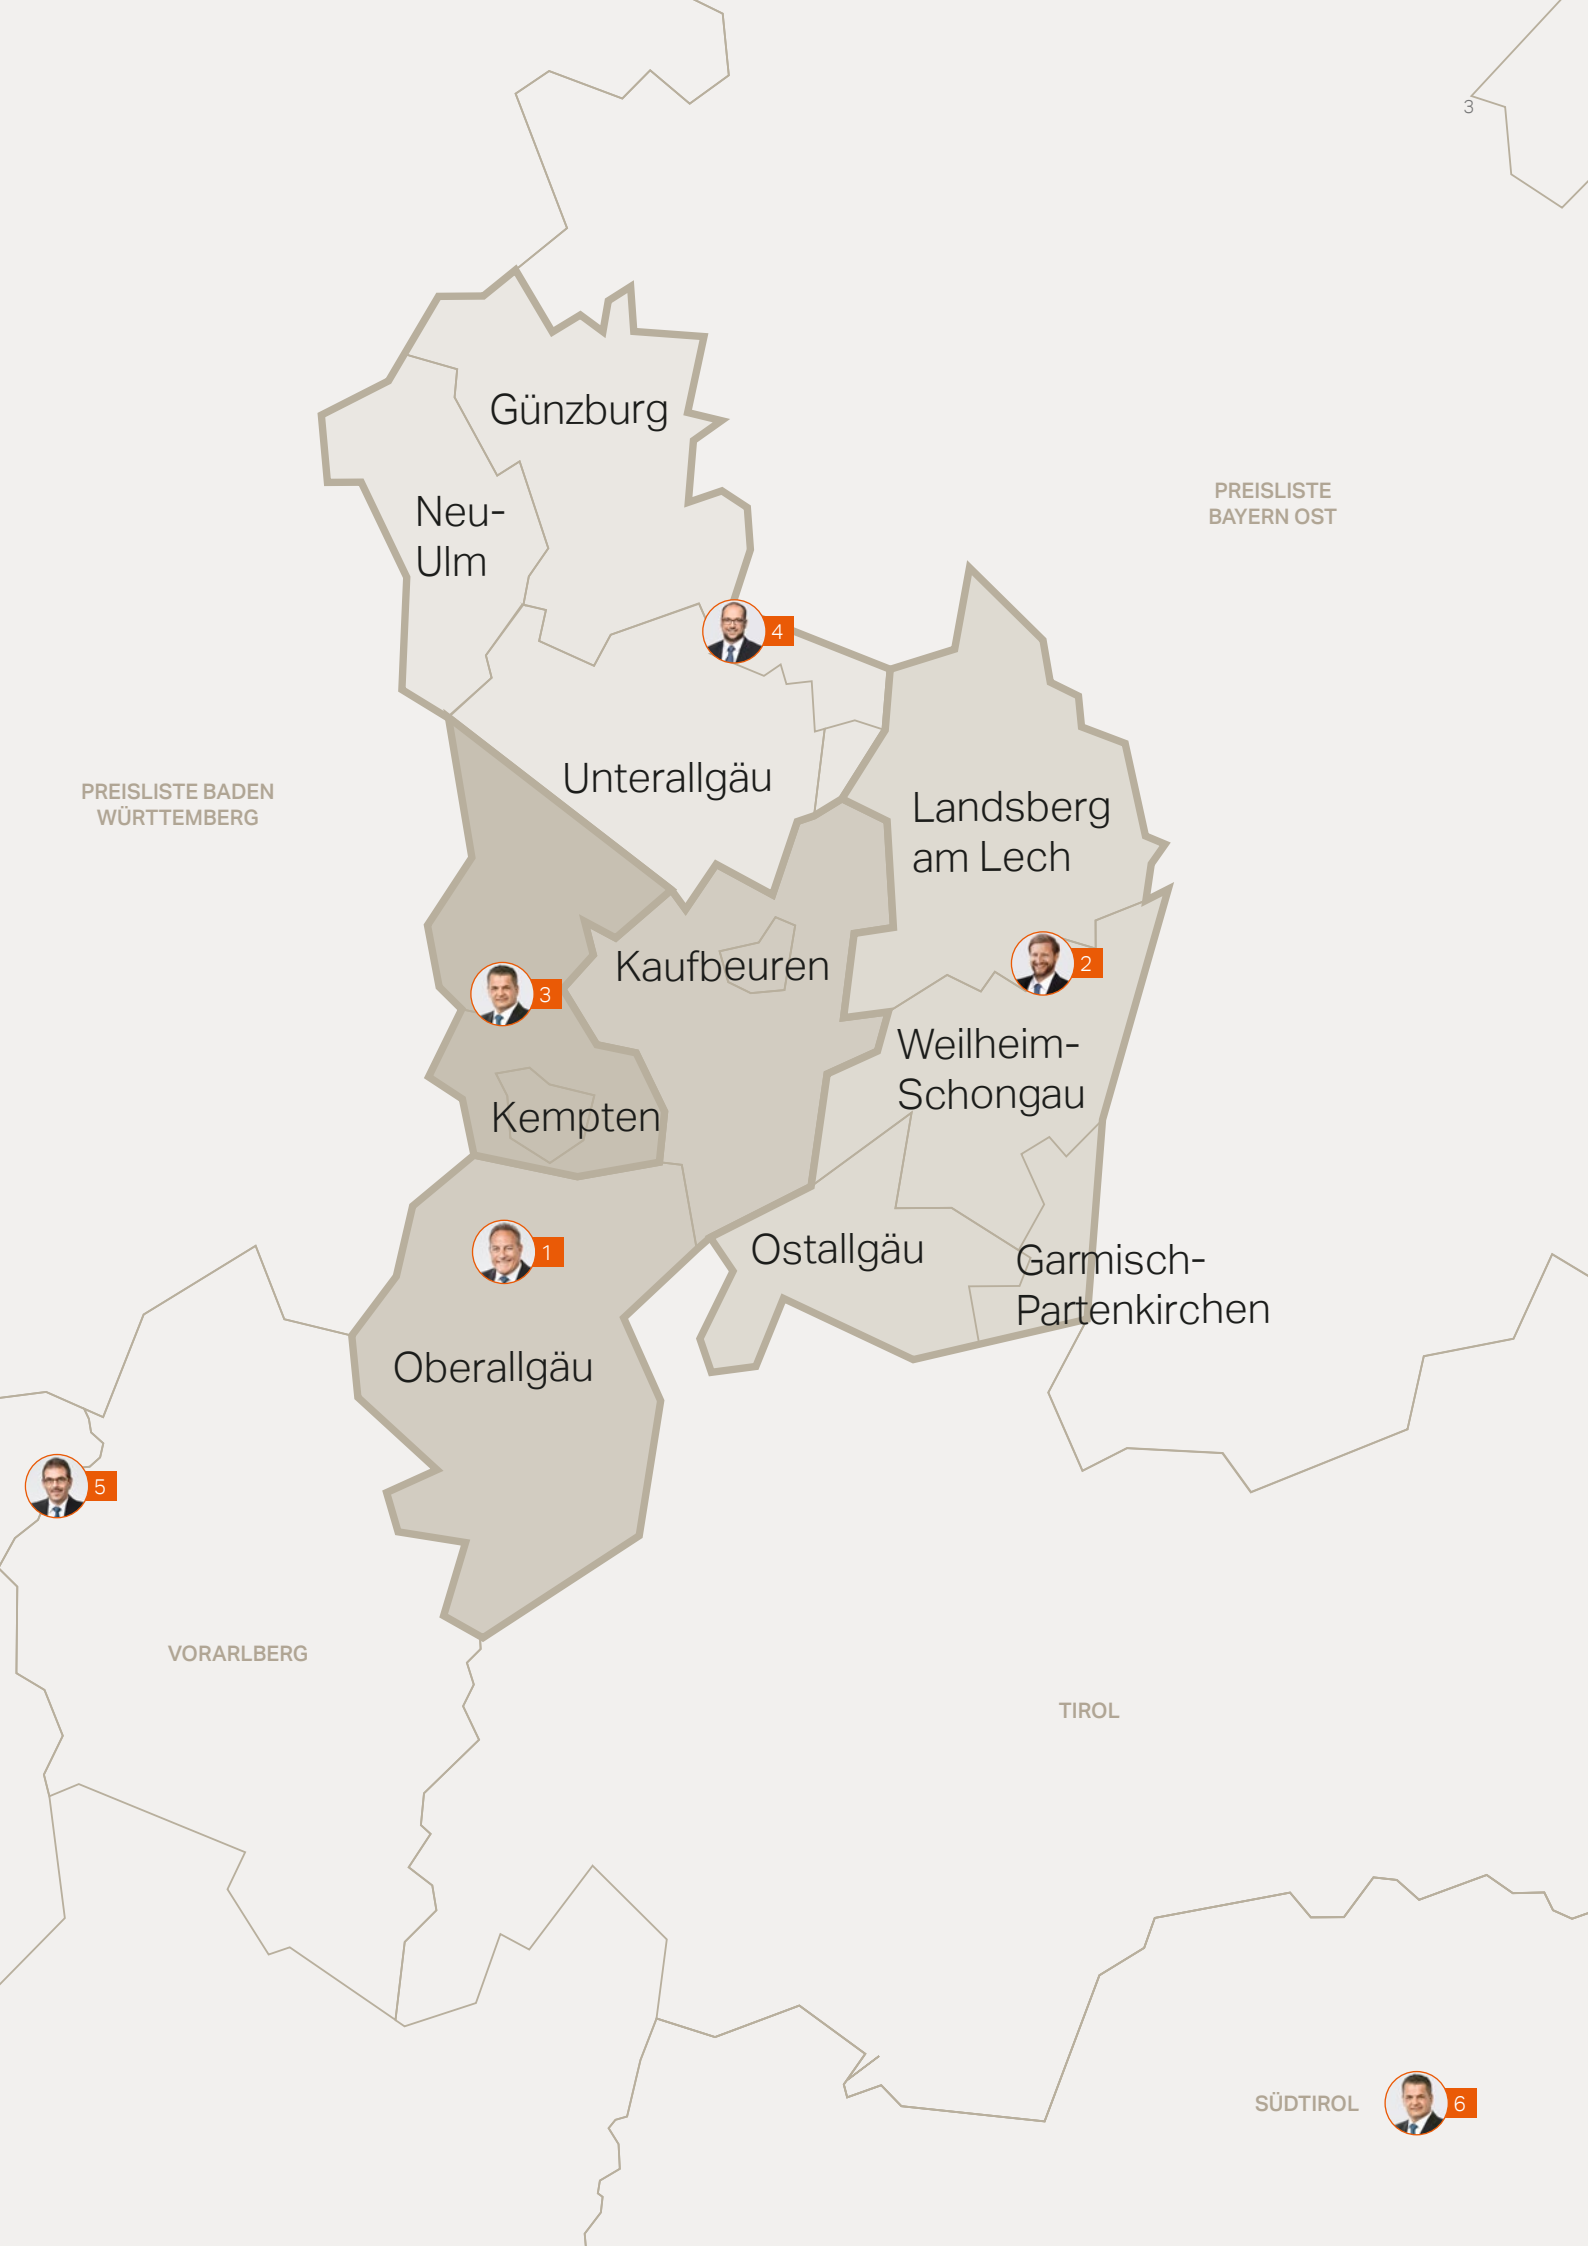 3
Günzburg
Neu-
Ulm
PREISLISTE
BAYERN OST
4
Unterallgäu
PREISLISTE BADEN
WÜRTTEMBERG
Landsberg
am Lech
Kaufbeuren
2
3
Weilheim-
Schongau
Kempten
1
Ostallgäu
Garmisch-
Partenkirchen
Oberallgäu
5
VORARLBERG
TIROL
SÜDTIROL
6